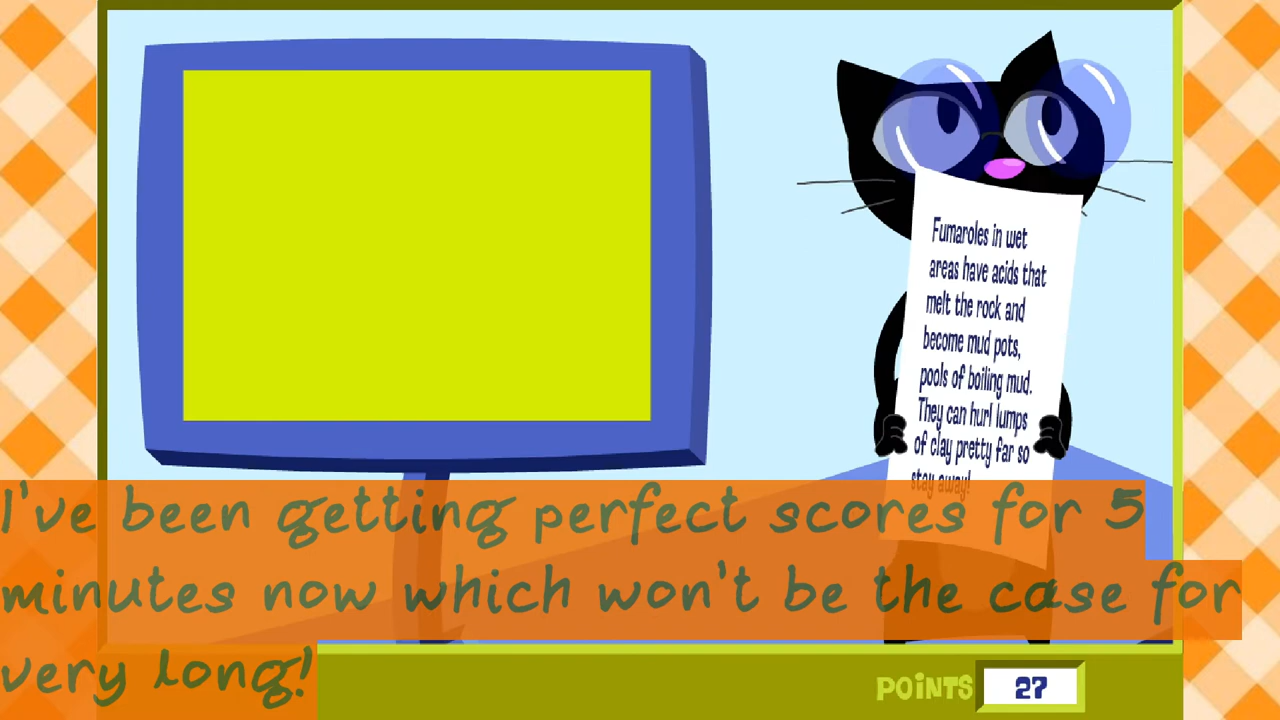 Fumaroles in wet
areas have acids that
melt the rock and
become mud pots,
pools of boiling mud.
They can hurl lumps
of clay pretty far so
stay away!
I've been getting perfect scores for 5
minutes now which won't be the case for
very long!
POINTS 27